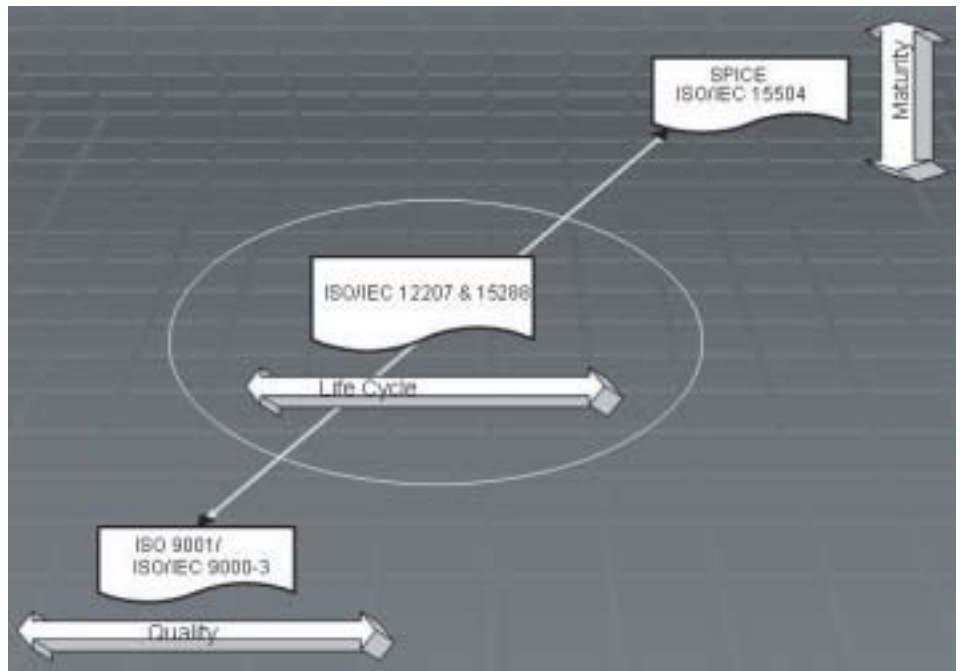 SPICE
ISO/IEC 15504
Maturity
ISO/IEC 12207 & 15288
Life Cycle
ISO 9001/
ISO/IEC 9000-3
Quality